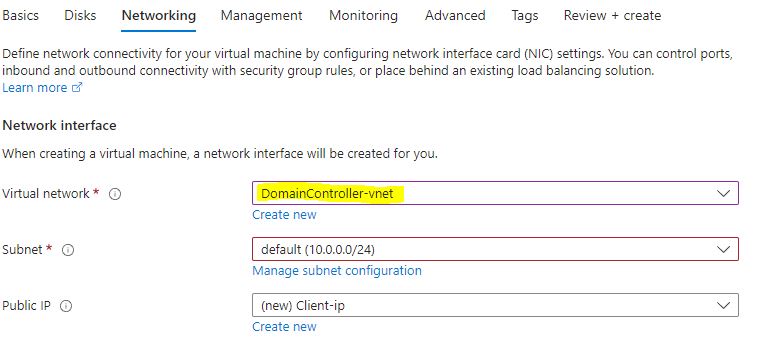 Basics Disks Networking Management Monitoring Advanced Tags Review + create
Define network connectivity for your virtual machine by configuring network interface card (NIC) settings. You can control ports,
inbound and outbound connectivity with security group rules, or place behind an existing load balancing solution.
Learn more
Network interface
When creating a virtual machine, a network interface will be created for you.
Virtual network * DomainController-vnet
Create new
Subnet * default (10.0.0.0/24)
Manage subnet configuration
Public IP (new) Client-ip
Create new